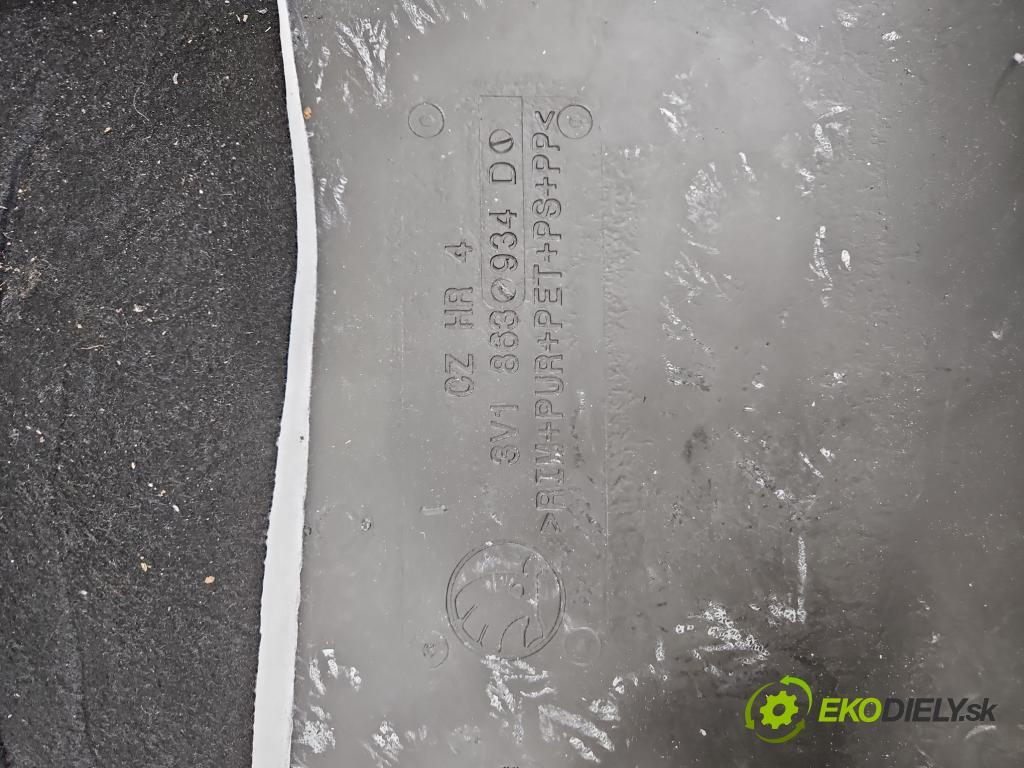 CZ HR 4
3V1 863 934 D
>RIM+PUR+PET+PS+PP<
EKODIELY.sk